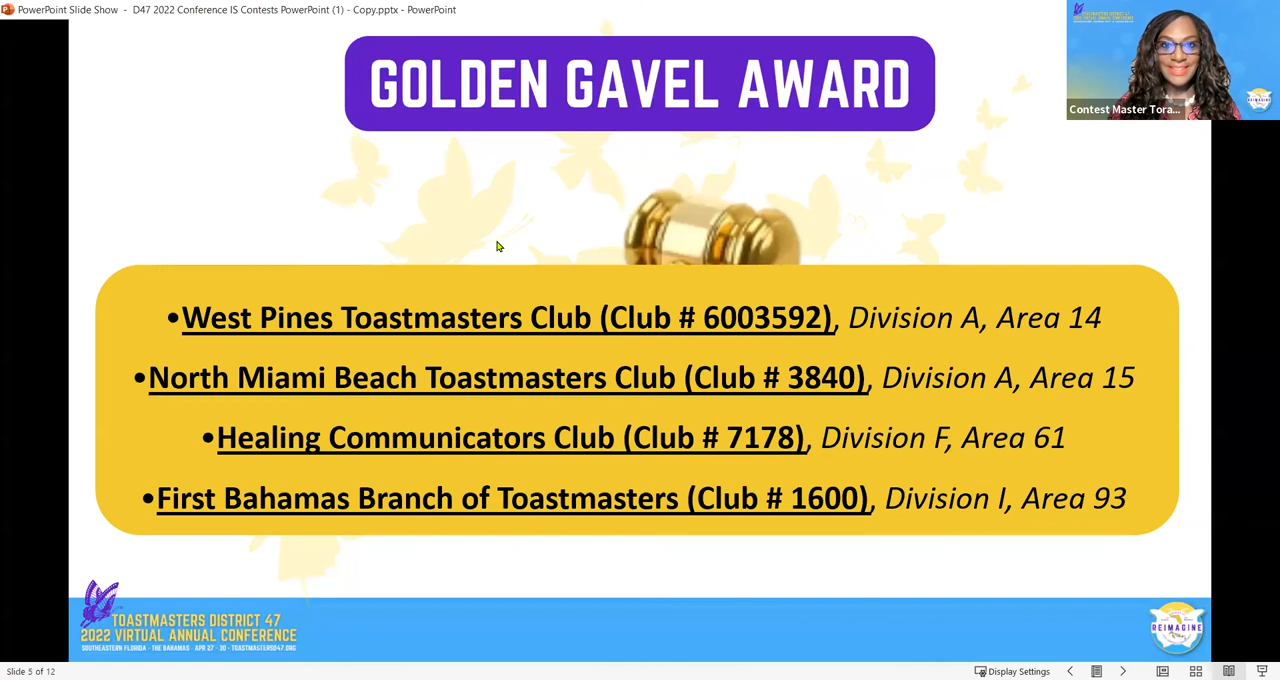 PowerPoint Slide Show - D47 2022 Conference IS Contests PowerPoint (1) - Copy.pptx - PowerPoint
GOLDEN GAVEL AWARD
Contest Master Tora...
•West Pines Toastmasters Club (Club # 6003592), Division A, Area 14
•North Miami Beach Toastmasters Club (Club # 3840), Division A, Area 15
•Healing Communicators Club (Club # 7178), Division F, Area 61
•First Bahamas Branch of Toastmasters (Club # 1600), Division I, Area 93
TOASTMASTERS DISTRICT 47
2022 VIRTUAL ANNUAL CONFERENCE
SOUTHEASTERN FLORIDA · THE BAHAMAS · APR 27 - 30 · TOASTMASTERSD47.ORG
REIMAGINE
Slide 5 of 12
Display Settings